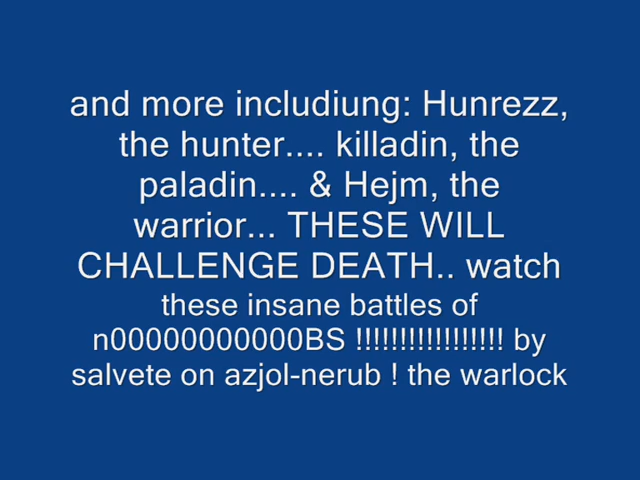 and more includiung: Hunrezz,
the hunter.... killadin, the
paladin.... & Hejm, the
warrior... THESE WILL
CHALLENGE DEATH.. watch
these insane battles of
n00000000000BS !!!!!!!!!!!!!!!!! by
salvete on azjol-nerub ! the warlock